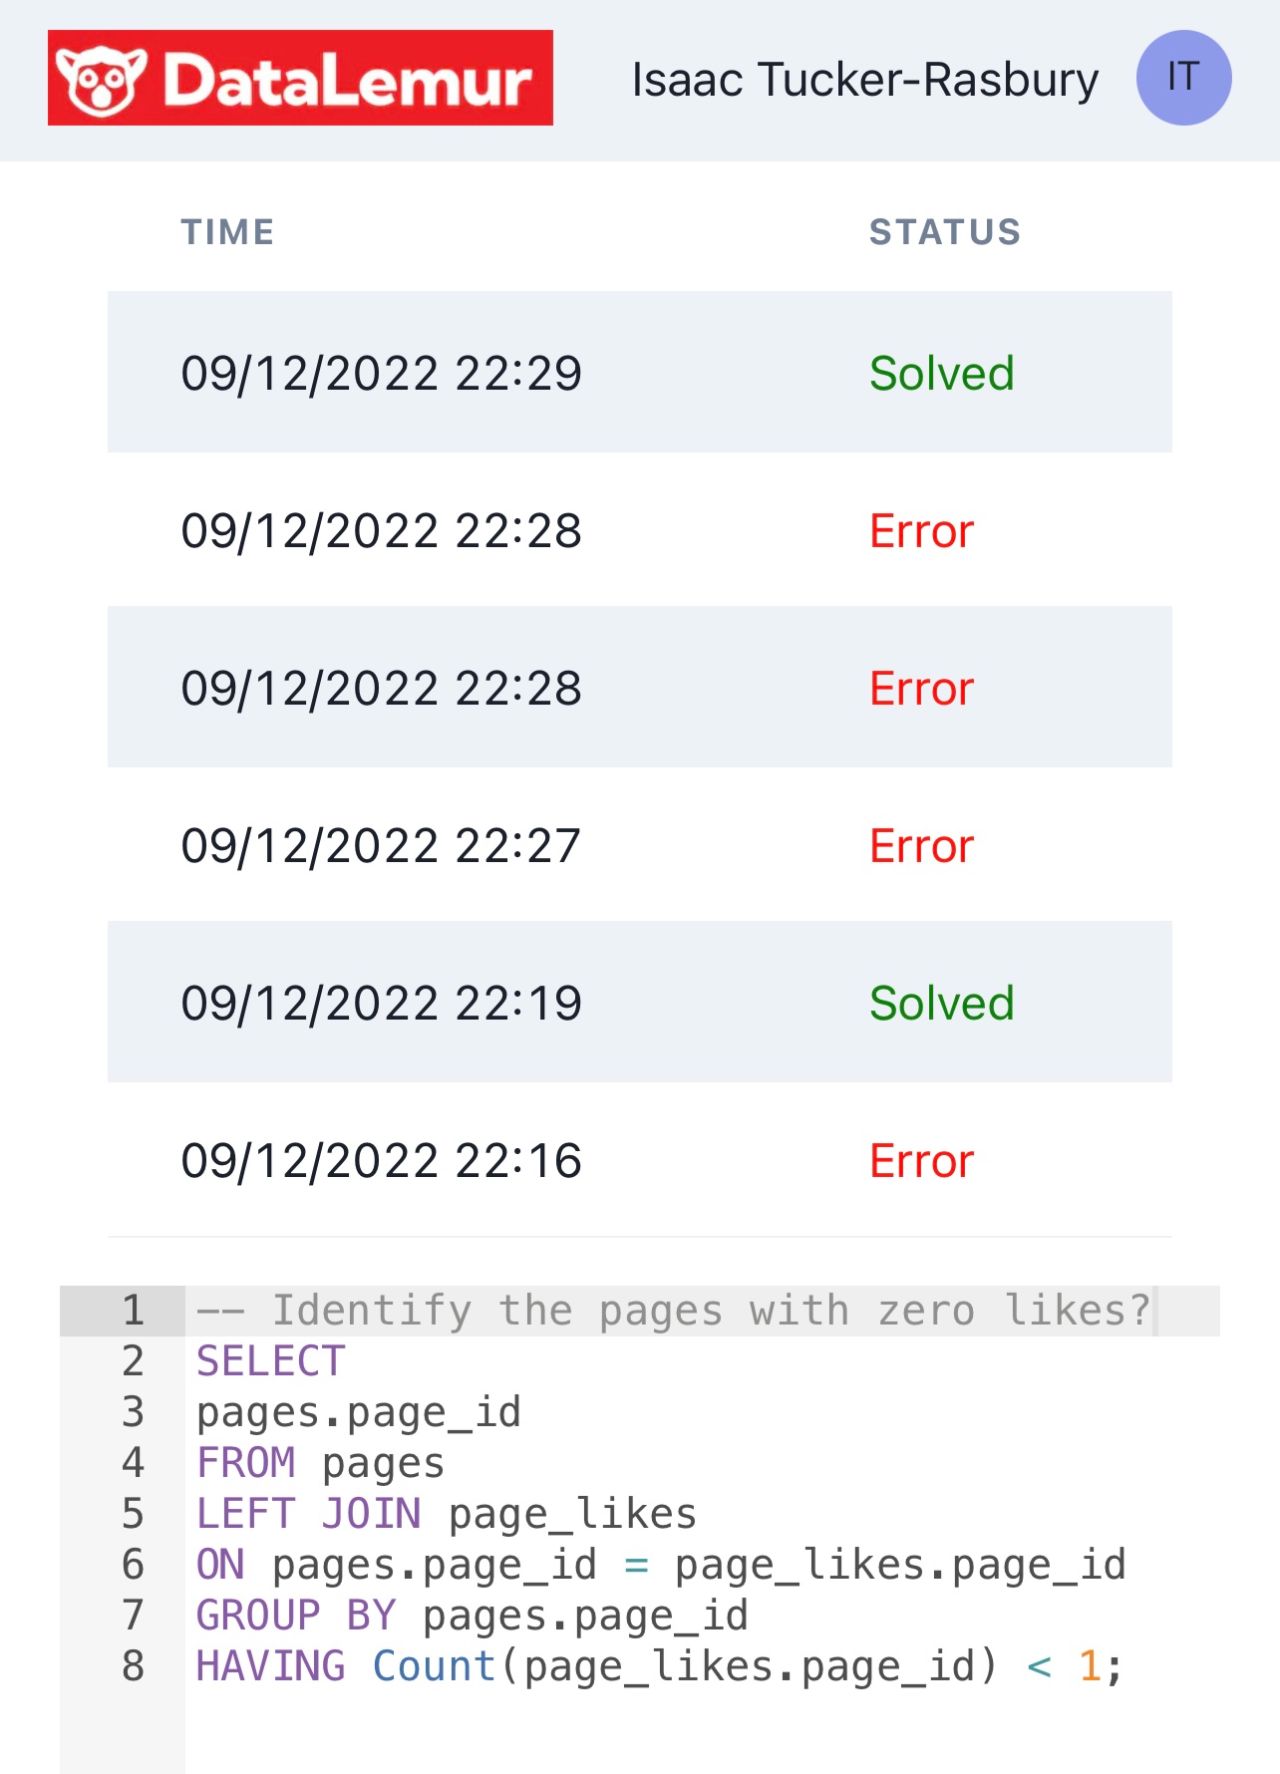 DataLemur
Isaac Tucker-Rasbury IT
TIME STATUS
09/12/2022 22:29 Solved
09/12/2022 22:28 Error
09/12/2022 22:28 Error
09/12/2022 22:27 Error
09/12/2022 22:19 Solved
09/12/2022 22:16 Error
1 -- Identify the pages with zero likes?
2 SELECT
3 pages.page_id
4 FROM pages
5 LEFT JOIN page_likes
6 ON pages.page_id = page_likes.page_id
7 GROUP BY pages.page_id
8 HAVING Count(page_likes.page_id) < 1;